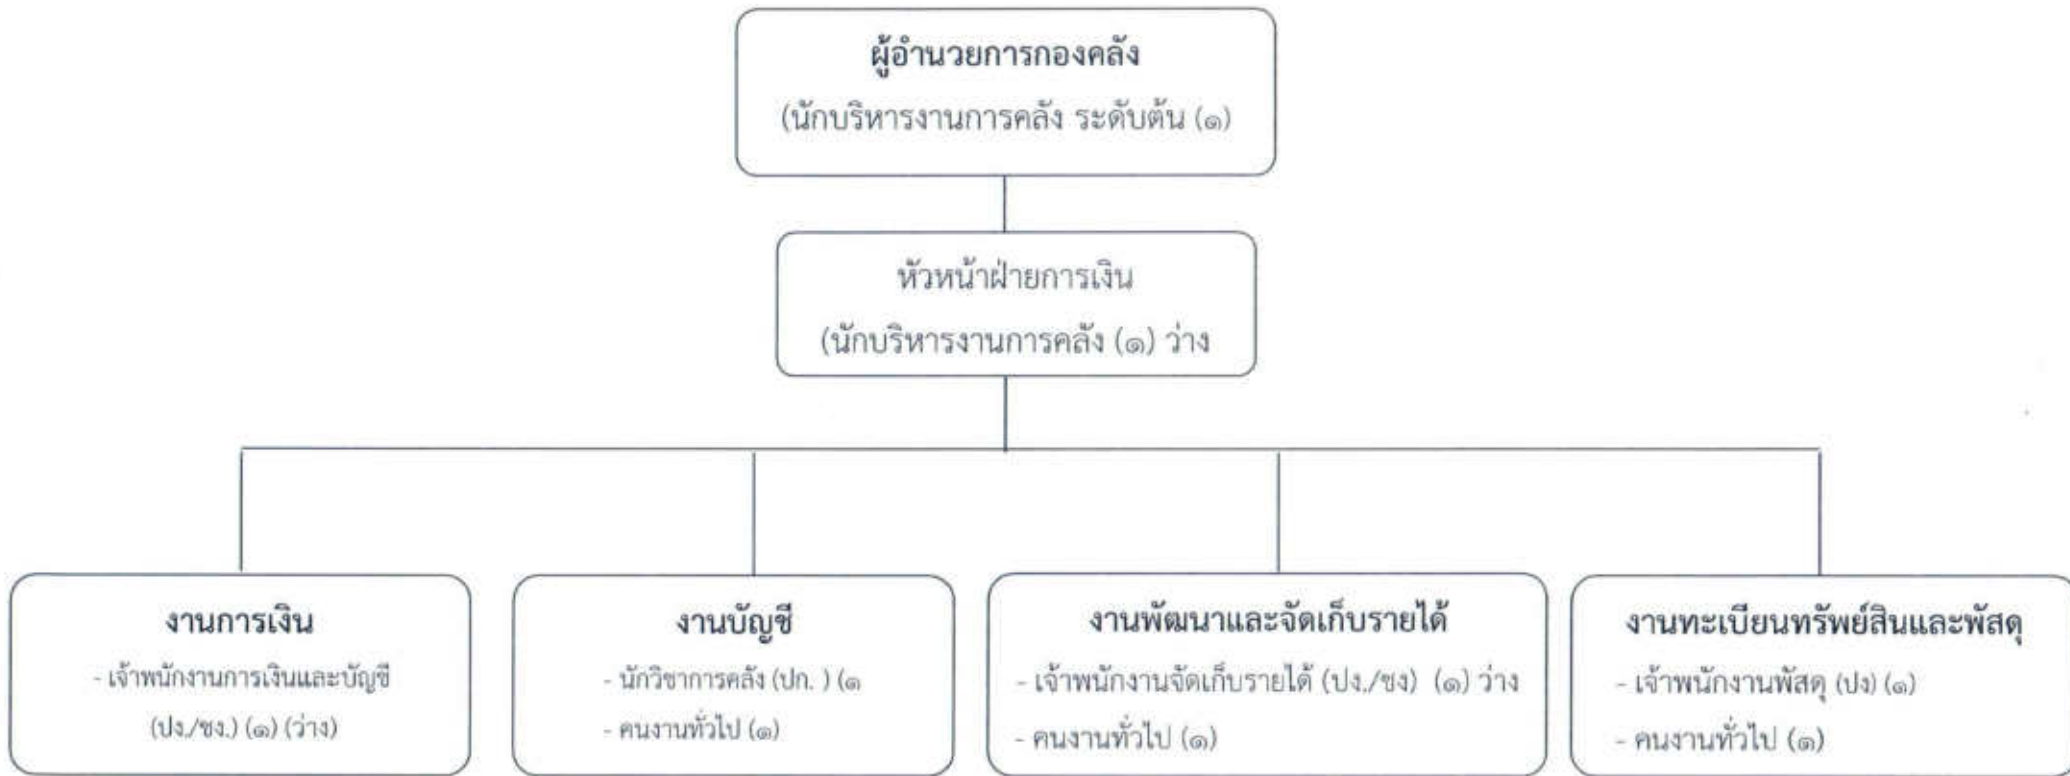 ผู้อำนวยการกองคลัง
(นักบริหารงานการคลัง ระดับต้น (๑)
หัวหน้าฝ่ายการเงิน
(นักบริหารงานการคลัง (๑) ว่าง
งานการเงิน
- เจ้าพนักงานการเงินและบัญชี
(ปง./ชง.) (๑) (ว่าง)
งานบัญชี
- นักวิชาการคลัง (ปก. ) (๑
- คนงานทั่วไป (๑)
งานพัฒนาและจัดเก็บรายได้
- เจ้าพนักงานจัดเก็บรายได้ (ปง./ชง) (๑) ว่าง
- คนงานทั่วไป (๑)
งานทะเบียนทรัพย์สินและพัสดุ
- เจ้าพนักงานพัสดุ (ปง) (๑)
- คนงานทั่วไป (๑)